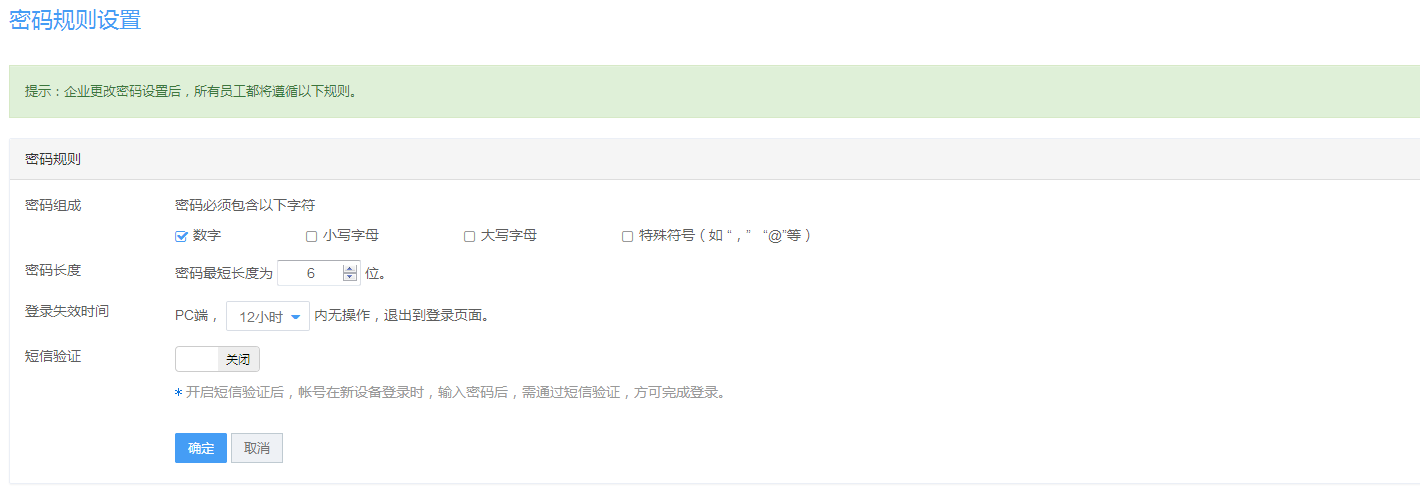 密码规则设置
提示：企业更改密码设置后，所有员工都将遵循以下规则。
密码规则
密码组成 密码必须包含以下字符
数字 小写字母 大写字母 特殊符号（如 “，” “@”等）
密码长度 密码最短长度为 6 位。
登录失效时间 PC端， 12小时 内无操作，退出到登录页面。
短信验证 关闭
* 开启短信验证后，帐号在新设备登录时，输入密码后，需通过短信验证，方可完成登录。
确定 取消